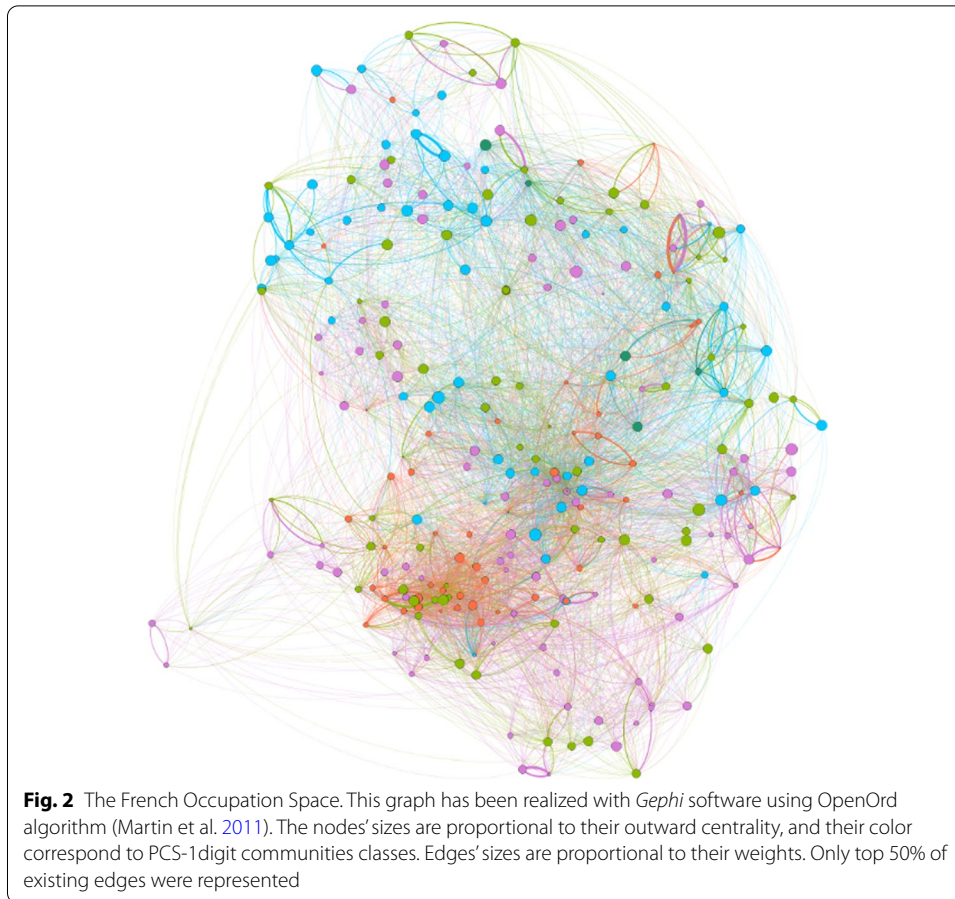 Fig. 2 The French Occupation Space. This graph has been realized with Gephi software using OpenOrd
algorithm (Martin et al. 2011). The nodes' sizes are proportional to their outward centrality, and their color
correspond to PCS-1digit communities classes. Edges' sizes are proportional to their weights. Only top 50% of
existing edges were represented